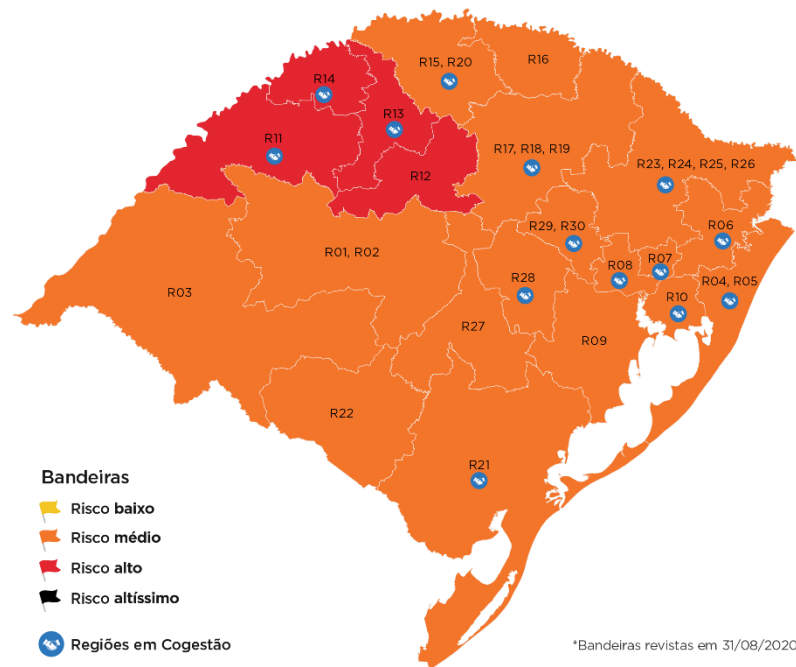 R15, R20
R16
R14
R13
R11
R17, R18, R19
R12
R23, R24, R25, R26
R29, R30
R06
R01, R02
R07
R08
R28
R04, R05
R03
R10
R27
R09
R22
R21
Bandeiras
Risco baixo
Risco médio
Risco alto
Risco altíssimo
Regiões em Cogestão
*Bandeiras revistas em 31/08/2020